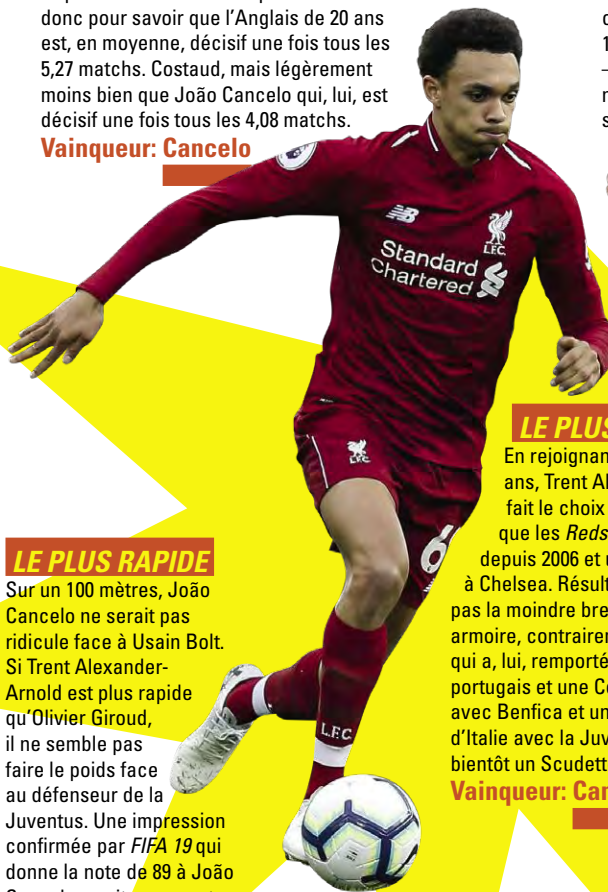 donc pour savoir que l’Anglais de 20 ans
est, en moyenne, décisif une fois tous les
5,27 matchs. Costaud, mais légèrement
moins bien que João Cancelo qui, lui, est
décisif une fois tous les 4,08 matchs.
Vainqueur: Cancelo
NB
L.F.C.
Standard
Chartered
L.F.C.
6
L.F.C.
LE PLUS RAPIDE
Sur un 100 mètres, João
Cancelo ne serait pas
ridicule face à Usain Bolt.
Si Trent Alexander-
Arnold est plus rapide
qu’Olivier Giroud,
il ne semble pas
faire le poids face
au défenseur de la
Juventus. Une impression
confirmée par FIFA 19 qui
donne la note de 89 à João
LE PLUS
En rejoignan
ans, Trent Al
fait le choix
que les Reds
depuis 2006 et u
à Chelsea. Résult
pas la moindre bre
armoire, contrairem
qui a, lui, remporté
portugais et une Co
avec Benfica et un
d’Italie avec la Juv
bientôt un Scudett
Vainqueur: Can